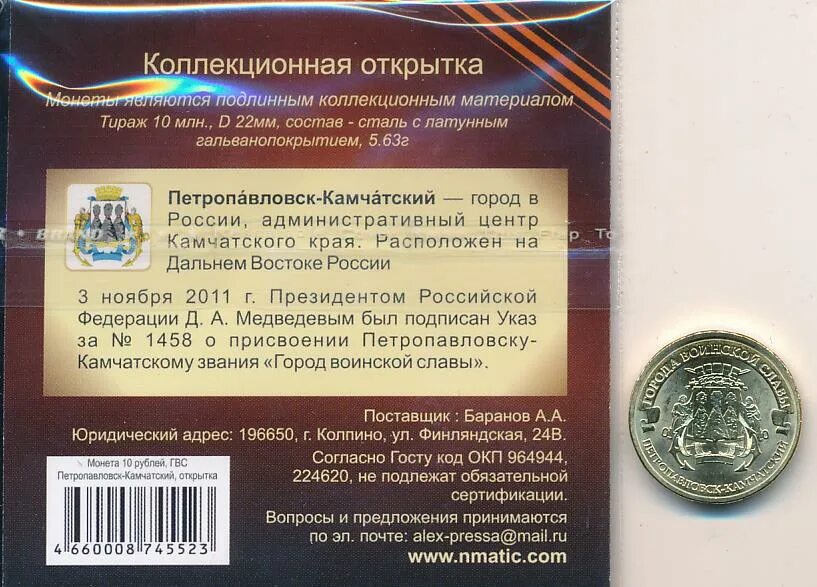 Коллекционная открытка
Монеты являются подлинным коллекционным материалом
Тираж 10 млн., D 22мм, состав - сталь с латунным
гальванопокрытием, 5.63г
Петропа́вловск-Камча́тский — город в
России, административный центр
Камчатского края. Расположен на
Дальнем Востоке России
3 ноября 2011 г. Президентом Российской
Федерации Д. А. Медведевым был подписан Указ
за № 1458 о присвоении Петропавловску-
Камчатскому звания «Город воинской славы».
Поставщик : Баранов А.А.
Юридический адрес: 196650, г. Колпино, ул. Финляндская, 24В.
Согласно Госту код ОКП 964944,
224620, не подлежат обязательной
сертификации.
Вопросы и предложения принимаются
по эл. почте: alex-pressa@mail.ru
www.nmatic.com
Монета 10 рублей, ГВС
Петропавловск-Камчатский, открытка
4 660008 745523
ГОРОДА ВОИНСКОЙ СЛАВЫ
ПЕТРОПАВЛОВСК-КАМЧАТСКИЙ